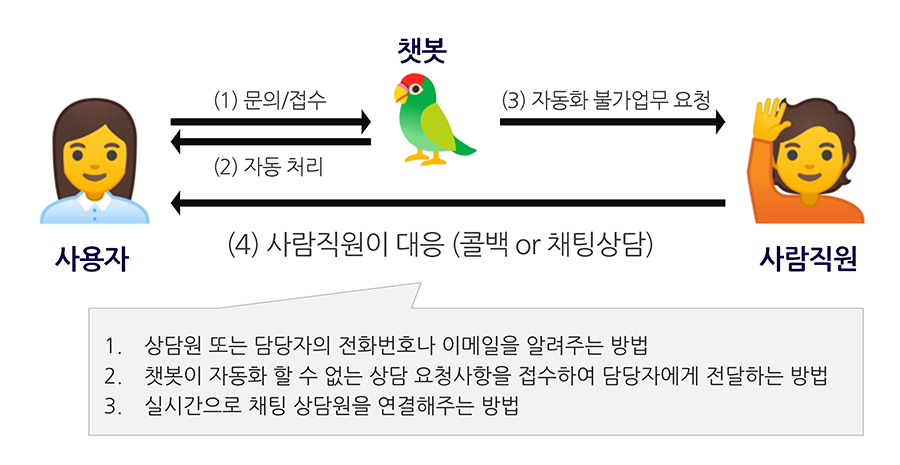 챗봇
(1) 문의/접수
(3) 자동화 불가업무 요청
(2) 자동 처리
(4) 사람직원이 대응 (콜백 or 채팅상담)
사용자
사람직원
1. 상담원 또는 담당자의 전화번호나 이메일을 알려주는 방법
2. 챗봇이 자동화 할 수 없는 상담 요청사항을 접수하여 담당자에게 전달하는 방법
3. 실시간으로 채팅 상담원을 연결해주는 방법